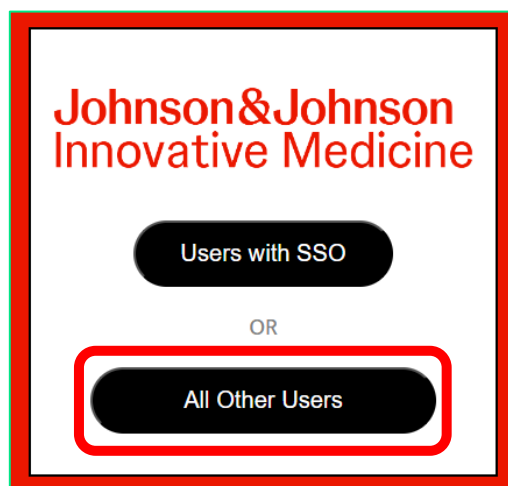 Johnson&Johnson
Innovative Medicine
Users with SSO
OR
All Other Users